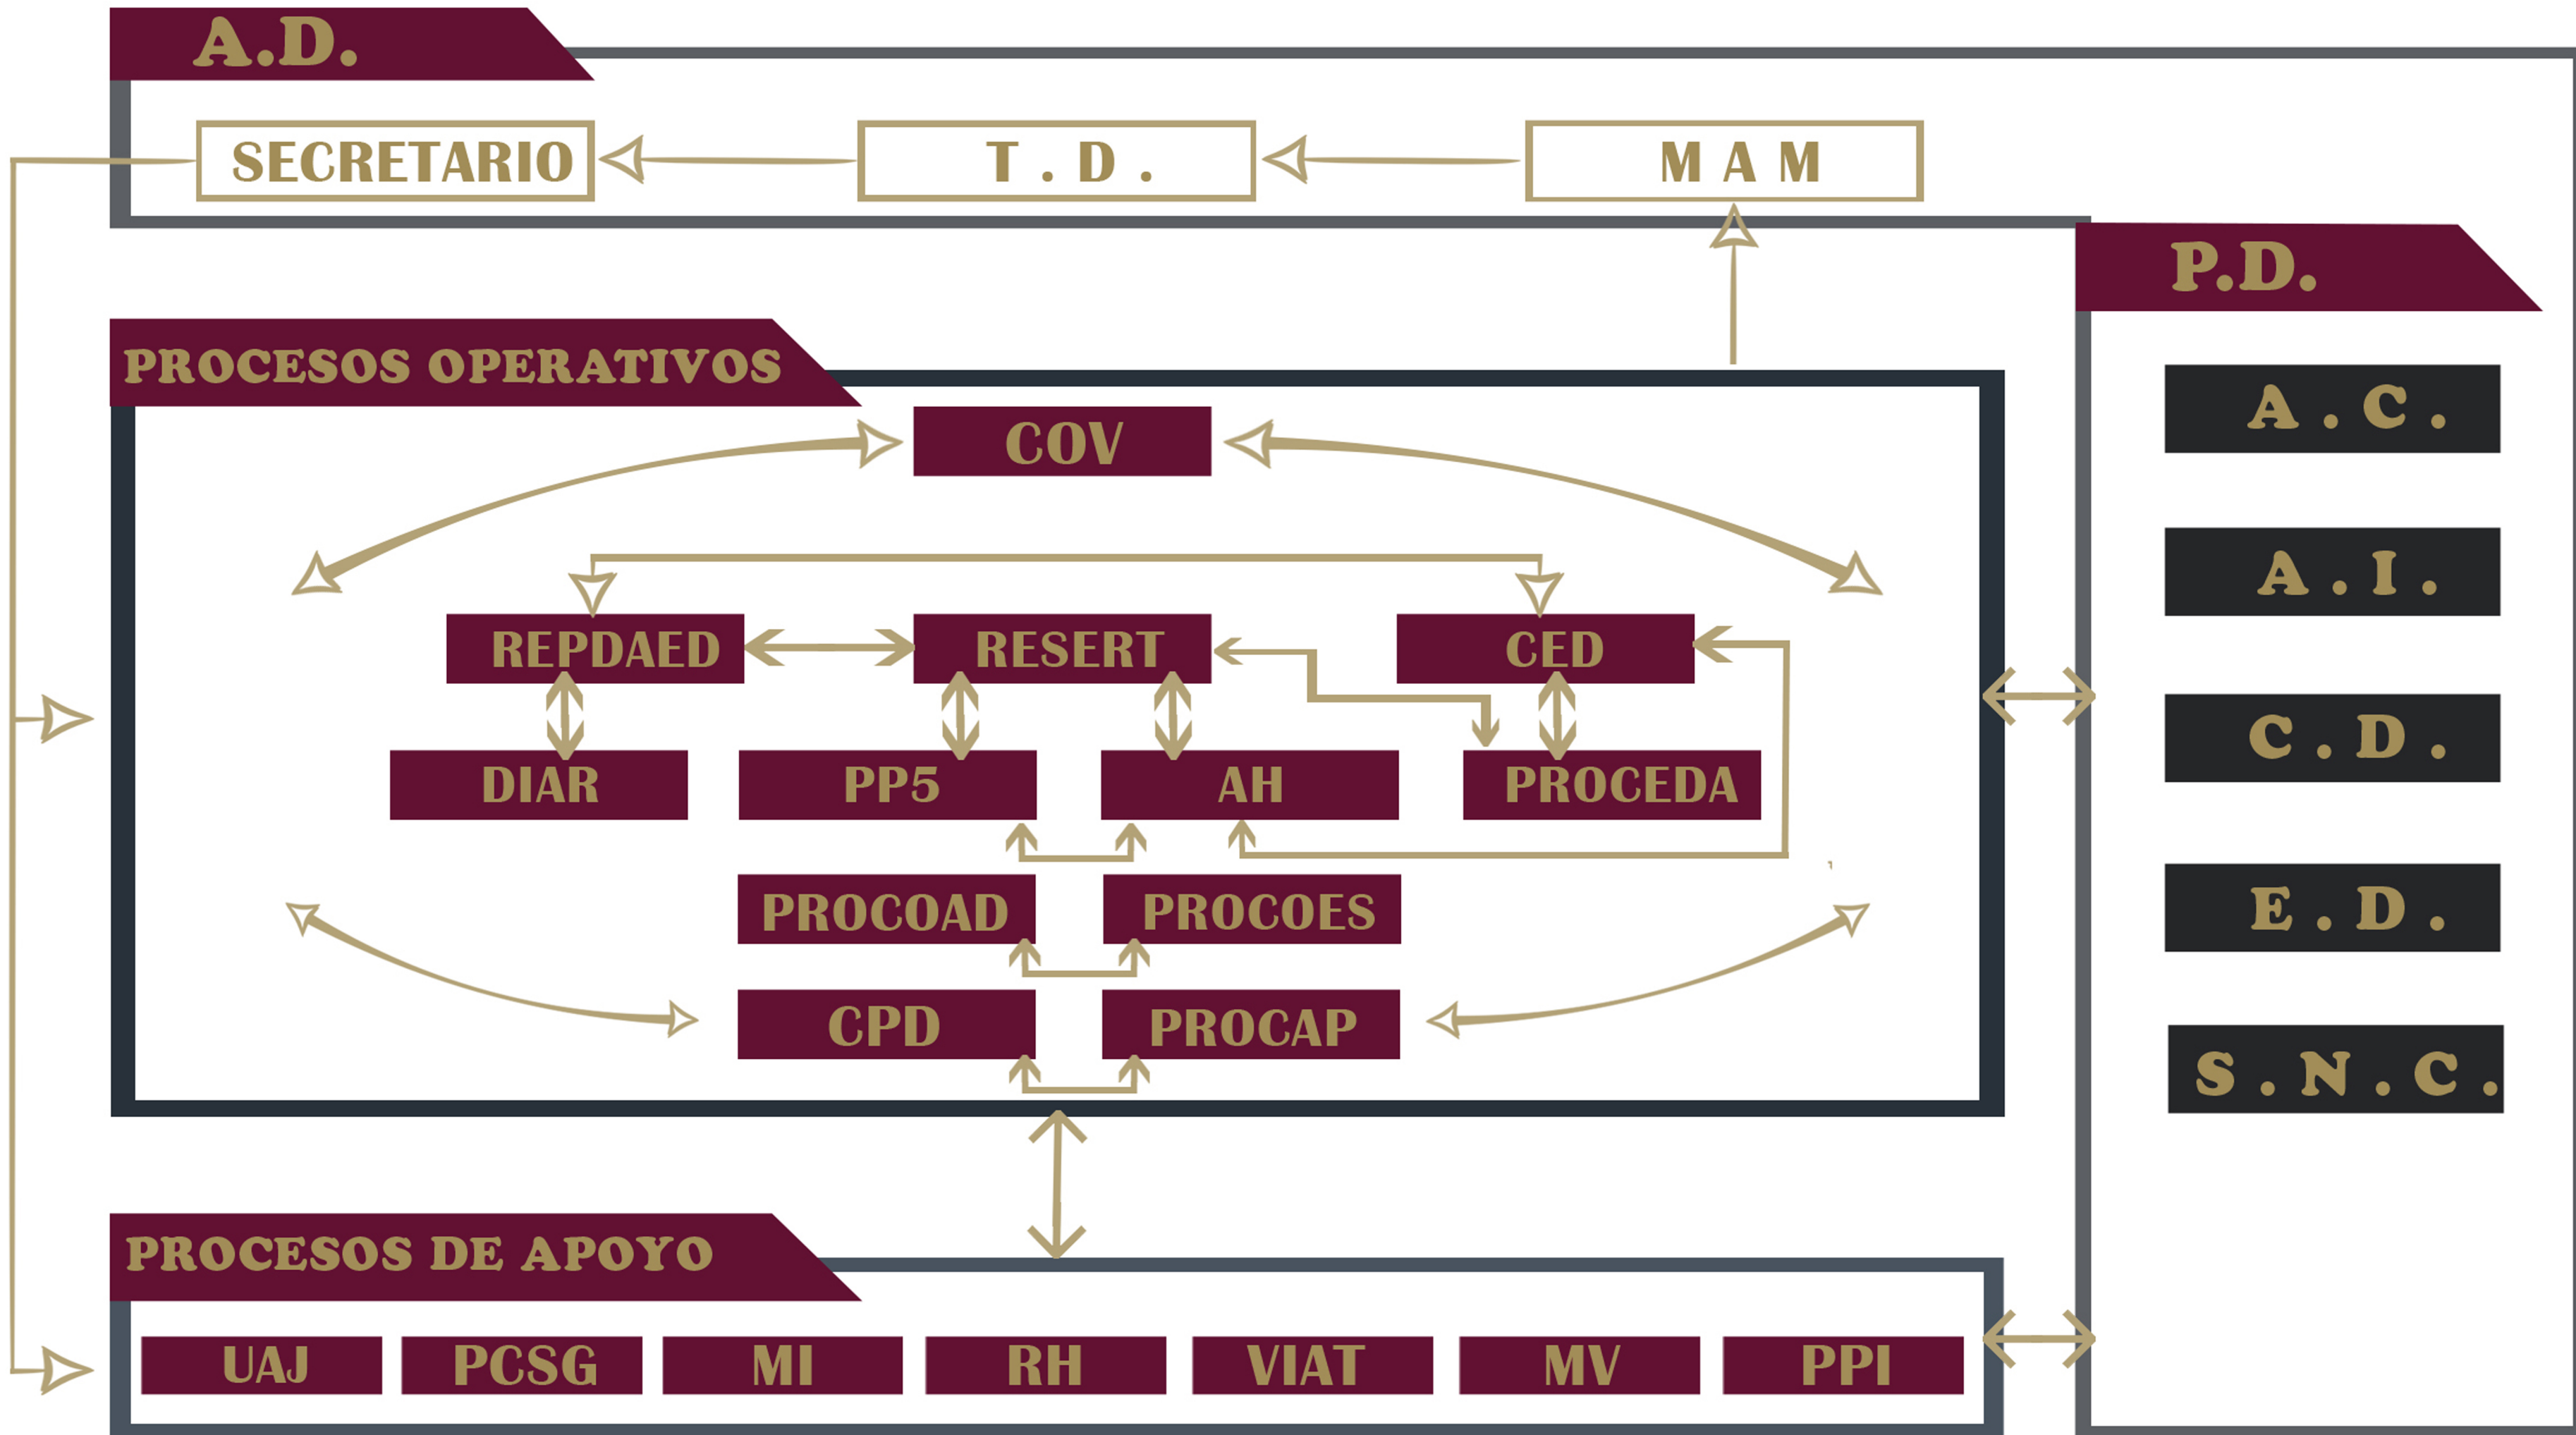 A.D.
SECRETARIO
T . D .
M A M
P.D.
PROCESOS OPERATIVOS
COV
REPDAED
RESERT
CED
DIAR
PP5
AH
PROCEDA
PROCOAD
PROCOES
CPD
PROCAP
A . C .
A . I .
C . D .
E . D .
S . N . C .
PROCESOS DE APOYO
UAJ
PCSG
MI
RH
VIAT
MV
PPI